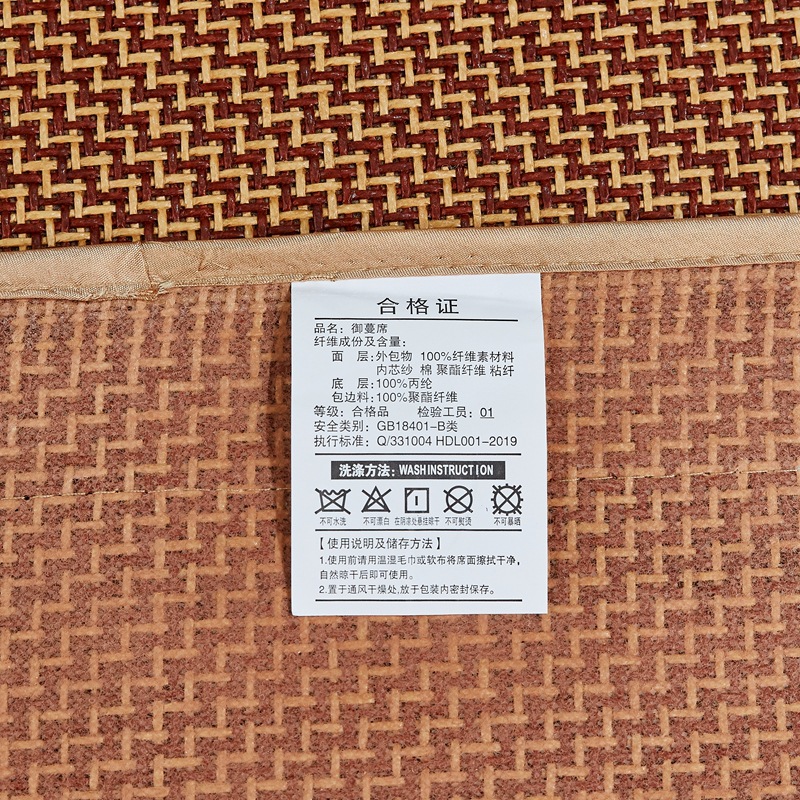 合格证
品名: 御蔓席
纤维成份及含量:
面 层:外包物 100%纤维素材料
内芯纱 棉 聚酯纤维 粘纤
底 层:100%丙纶
包边料:100%聚酯纤维
等级: 合格品 检验工员: 01
安全类别: GB18401-B类
执行标准: Q/331004 HDL001-2019
洗涤方法: WASHINSTRUCTION
不可水洗 不可漂白 在阴凉处悬挂晾干 不可熨烫 不可暴晒
【使用说明及储存方法】
1.使用前请用温湿毛巾或软布将席面擦拭干净,
自然晾干后即可使用。
2.置于通风干燥处,放于包装内密封保存。